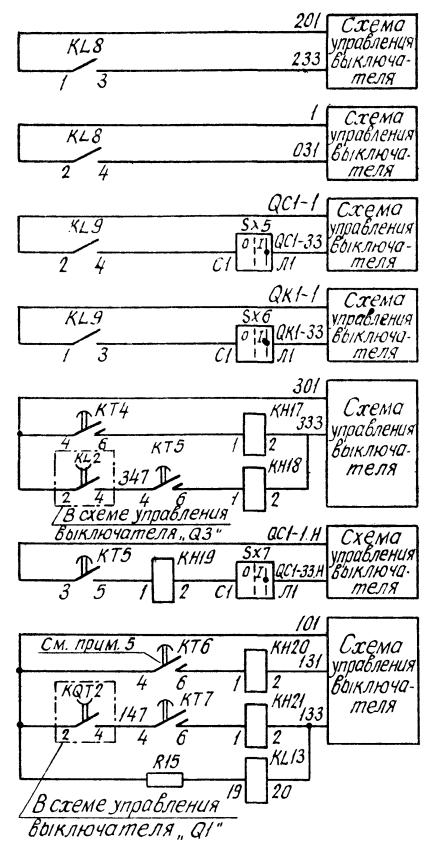 201
KL8
233
1 3
Схема
управления
выключа-
теля
1
KL8
031
2 4
Схема
управления
выключа-
теля
QC1-1
KL9
SX5
0 I
QC1-33
2 4
C1
Л1
Схема
управления
выключа-
теля
QK1-1
KL9
SX6
0 I
QK1-33
1 3
C1
Л1
Схема
управления
выключа-
теля
301
KT4
KH17
333
4 6
1 2
KL2
347
KT5
KH18
2 4
4 6
1 2
Схема
управления
выключа-
теля
В схеме управления
выключателя „Q3"
QC1-1.H
KT5
KH19
SX7
0 I
QC1-33.H
3 5
1 2
C1
Л1
Схема
управления
выключа-
теля
101
См. прим. 5
KT6
KH20
131
4 6
1 2
KQT2
147
KT7
KH21
133
2 4
4 6
1 2
R15
KL13
19 20
Схема
управления
выключа-
теля
В схеме управления
выключателя „Q1"